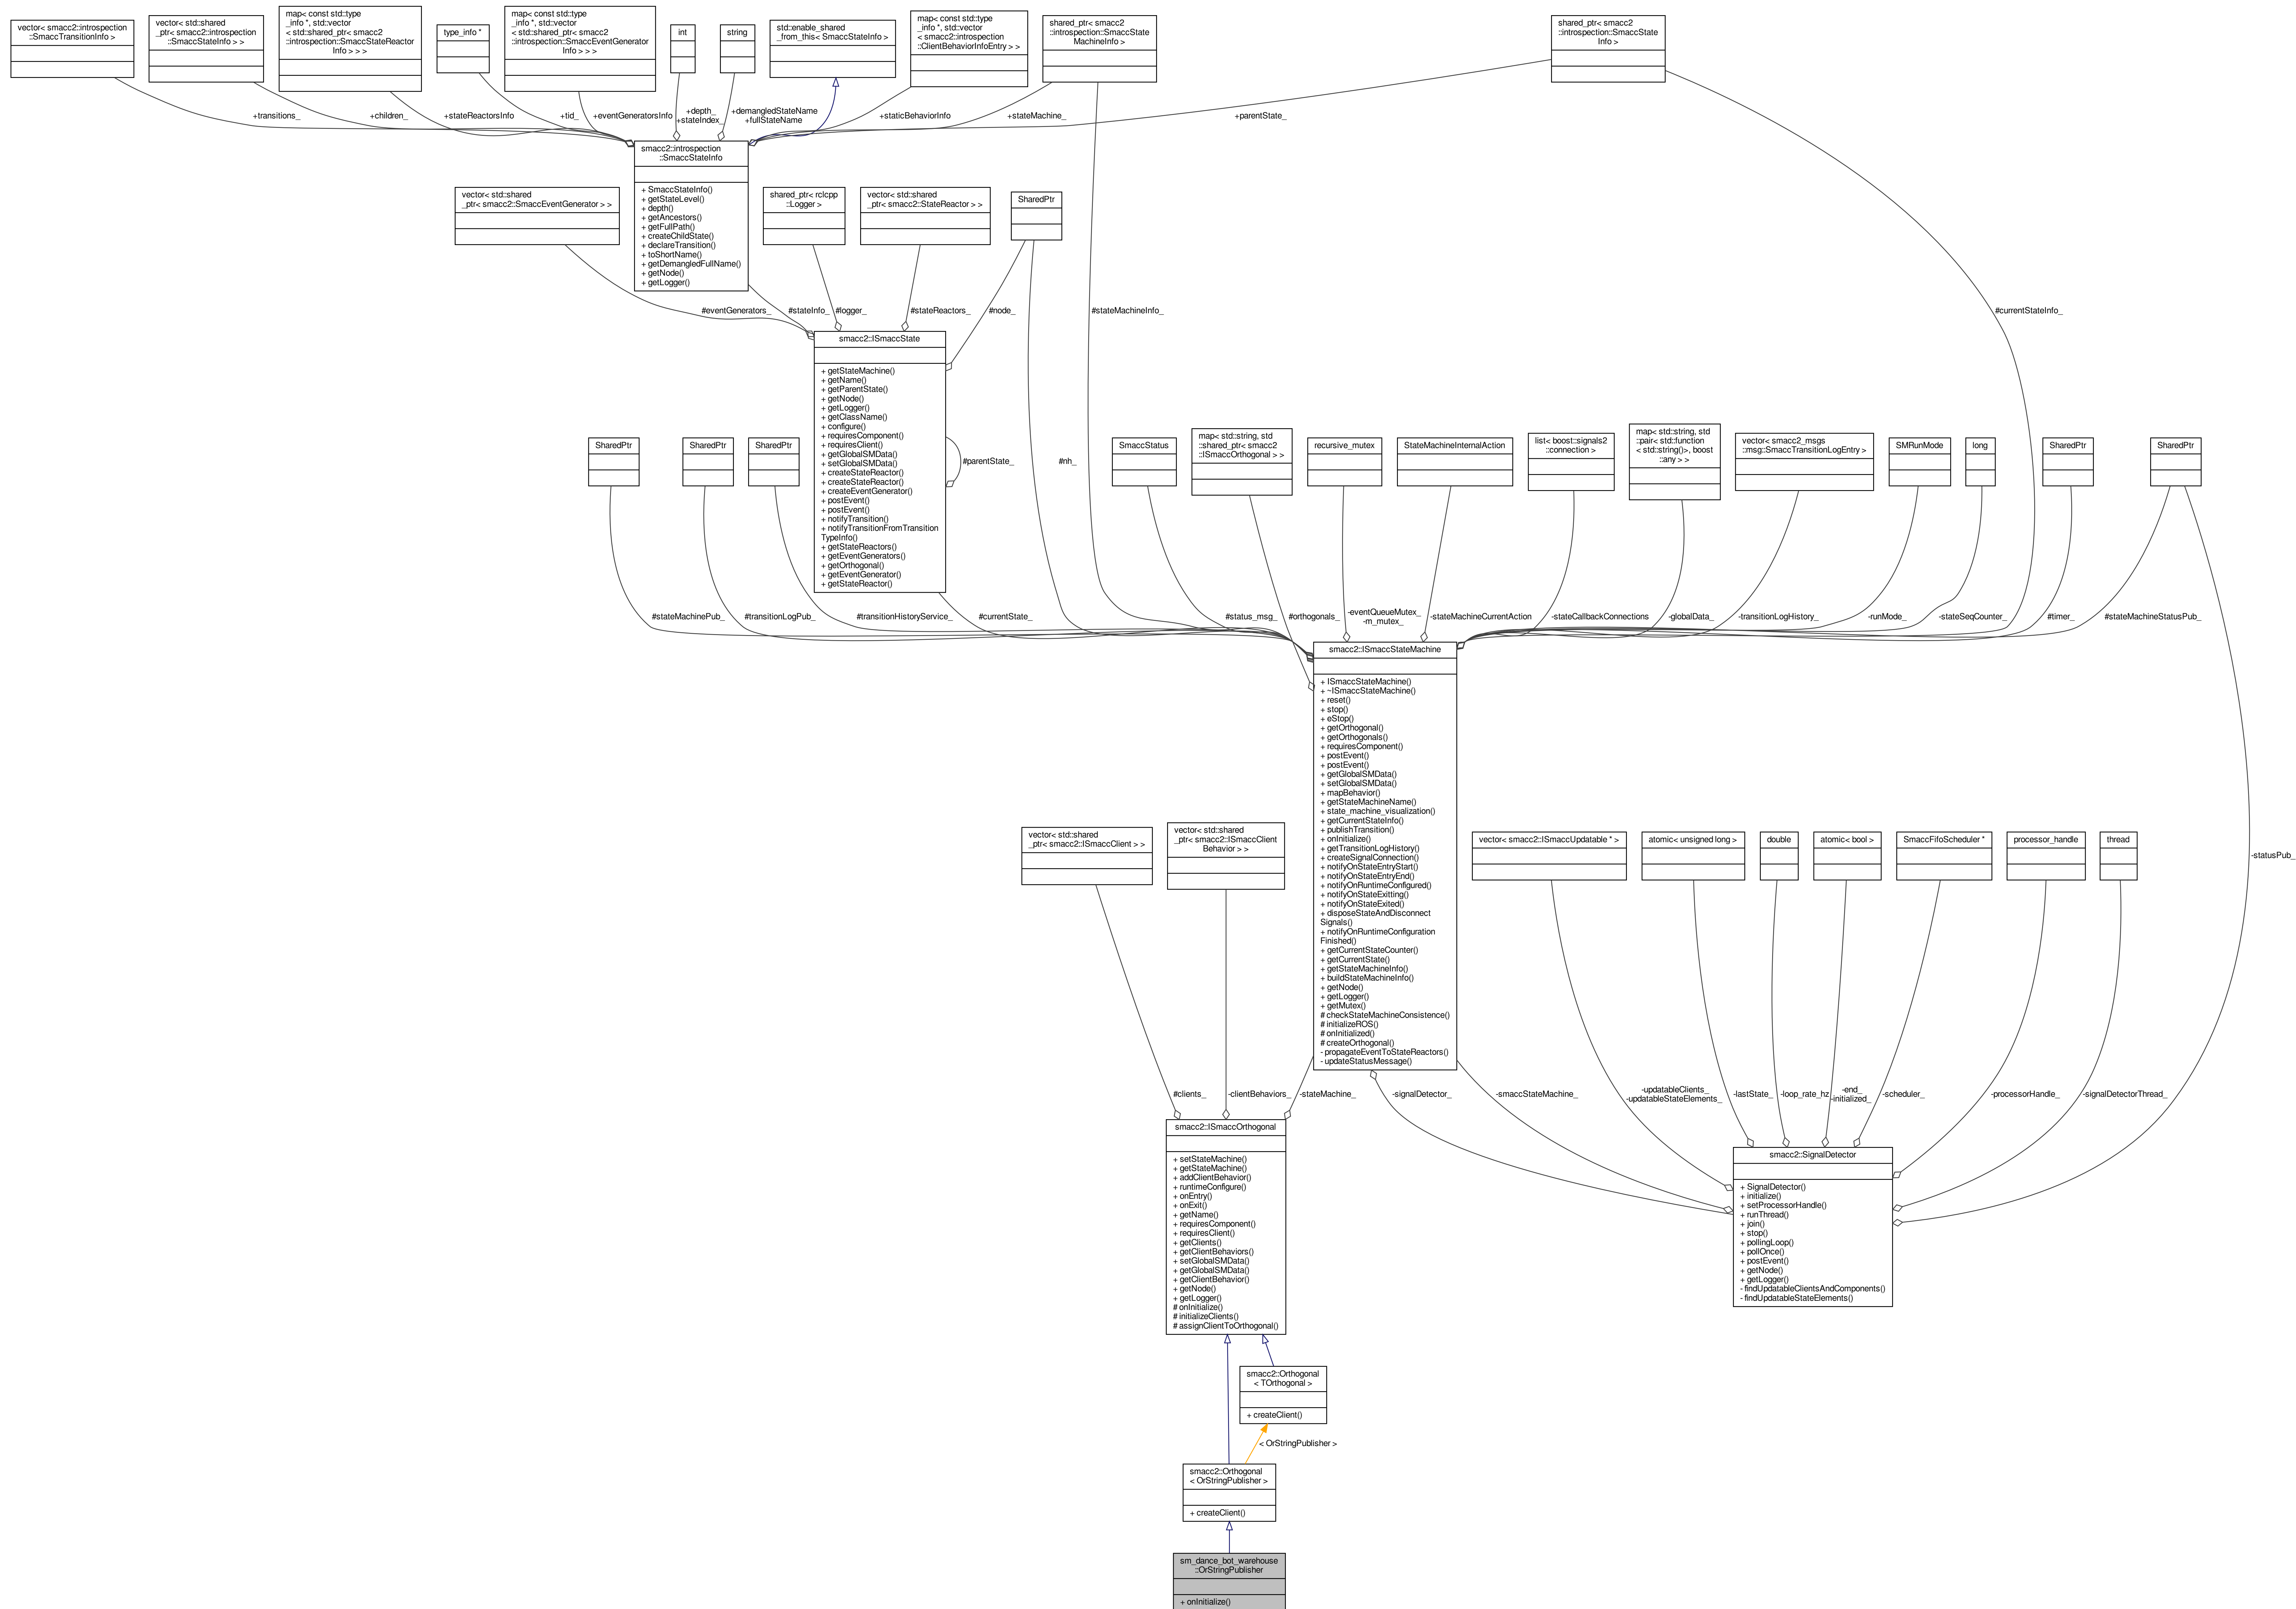 vector< smacc2::introspection
::SmaccTransitionInfo >
vector< std::shared
_ptr< smacc2::introspection
::SmaccStateInfo > >
map< const std::type
_info *, std::vector
< std::shared_ptr< smacc2
::introspection::SmaccStateReactor
Info > > >
type_info *
map< const std::type
_info *, std::vector
< std::shared_ptr< smacc2
::introspection::SmaccEventGenerator
Info > > >
int
string
std::enable_shared
_from_this< SmaccStateInfo >
map< const std::type
_info *, std::vector
< smacc2::introspection
::ClientBehaviorInfoEntry > >
shared_ptr< smacc2
::introspection::SmaccState
MachineInfo >
shared_ptr< smacc2
::introspection::SmaccState
Info >
+transitions_
+children_
+stateReactorsInfo
+tid_
+eventGeneratorsInfo
+depth_
+stateIndex_
+demangledStateName
+fullStateName
+staticBehaviorInfo
+stateMachine_
+parentState_
smacc2::introspection
::SmaccStateInfo
+ SmaccStateInfo()
+ getStateLevel()
+ depth()
+ getAncestors()
+ getFullPath()
+ createChildState()
+ declareTransition()
+ toShortName()
+ getDemangledFullName()
+ getNode()
+ getLogger()
vector< std::shared
_ptr< smacc2::SmaccEventGenerator > >
shared_ptr< rclcpp
::Logger >
vector< std::shared
_ptr< smacc2::StateReactor > >
SharedPtr
#eventGenerators_
#stateInfo_
#logger_
#stateReactors_
#node_
#stateMachineInfo_
#currentStateInfo_
smacc2::ISmaccState
+ getStateMachine()
+ getName()
+ getParentState()
+ getNode()
+ getLogger()
+ getClassName()
+ configure()
+ requiresComponent()
+ requiresClient()
+ getGlobalSMData()
+ setGlobalSMData()
+ createStateReactor()
+ createStateReactor()
+ createEventGenerator()
+ postEvent()
+ postEvent()
+ notifyTransition()
+ notifyTransitionFromTransition
TypeInfo()
+ getStateReactors()
+ getEventGenerators()
+ getOrthogonal()
+ getEventGenerator()
+ getStateReactor()
#parentState_
#nh_
SharedPtr
SharedPtr
SharedPtr
SmaccStatus
map< std::string, std
::shared_ptr< smacc2
::ISmaccOrthogonal > >
recursive_mutex
StateMachineInternalAction
list< boost::signals2
::connection >
map< std::string, std
::pair< std::function
< std::string()>, boost
::any > >
vector< smacc2_msgs
::msg::SmaccTransitionLogEntry >
SMRunMode
long
SharedPtr
SharedPtr
#stateMachinePub_
#transitionLogPub_
#transitionHistoryService_
#currentState_
#status_msg_
#orthogonals_
-eventQueueMutex_
-m_mutex_
-stateMachineCurrentAction
-stateCallbackConnections
-globalData_
-transitionLogHistory_
-runMode_
-stateSeqCounter_
#timer_
#stateMachineStatusPub_
smacc2::ISmaccStateMachine
+ ISmaccStateMachine()
+ ~ISmaccStateMachine()
+ reset()
+ stop()
+ eStop()
+ getOrthogonal()
+ getOrthogonals()
+ requiresComponent()
+ postEvent()
+ postEvent()
+ getGlobalSMData()
+ setGlobalSMData()
+ mapBehavior()
+ getStateMachineName()
+ state_machine_visualization()
+ getCurrentStateInfo()
+ publishTransition()
+ onInitialize()
+ getTransitionLogHistory()
+ createSignalConnection()
+ notifyOnStateEntryStart()
+ notifyOnStateEntryEnd()
+ notifyOnRuntimeConfigured()
+ notifyOnStateExitting()
+ notifyOnStateExited()
+ disposeStateAndDisconnect
Signals()
+ notifyOnRuntimeConfiguration
Finished()
+ getCurrentStateCounter()
+ getCurrentState()
+ getStateMachineInfo()
+ buildStateMachineInfo()
+ getNode()
+ getLogger()
+ getMutex()
# checkStateMachineConsistence()
# initializeROS()
# onInitialized()
# createOrthogonal()
- propagateEventToStateReactors()
- updateStatusMessage()
vector< std::shared
_ptr< smacc2::ISmaccClient > >
vector< std::shared
_ptr< smacc2::ISmaccClient
Behavior > >
vector< smacc2::ISmaccUpdatable * >
atomic< unsigned long >
double
atomic< bool >
SmaccFifoScheduler *
processor_handle
thread
-statusPub_
#clients_
-clientBehaviors_
-stateMachine_
-signalDetector_
-smaccStateMachine_
-updatableClients_
-updatableStateElements_
-lastState_
-loop_rate_hz
-end_
-initialized_
-scheduler_
-processorHandle_
-signalDetectorThread_
smacc2::ISmaccOrthogonal
+ setStateMachine()
+ getStateMachine()
+ addClientBehavior()
+ runtimeConfigure()
+ onEntry()
+ onExit()
+ getName()
+ requiresComponent()
+ requiresClient()
+ getClients()
+ getClientBehaviors()
+ setGlobalSMData()
+ getGlobalSMData()
+ getClientBehavior()
+ getNode()
+ getLogger()
# onInitialize()
# initializeClients()
# assignClientToOrthogonal()
smacc2::SignalDetector
+ SignalDetector()
+ initialize()
+ setProcessorHandle()
+ runThread()
+ join()
+ stop()
+ pollingLoop()
+ pollOnce()
+ postEvent()
+ getNode()
+ getLogger()
- findUpdatableClientsAndComponents()
- findUpdatableStateElements()
smacc2::Orthogonal
< TOrthogonal >
+ createClient()
< OrStringPublisher >
smacc2::Orthogonal
< OrStringPublisher >
+ createClient()
sm_dance_bot_warehouse
::OrStringPublisher
+ onInitialize()